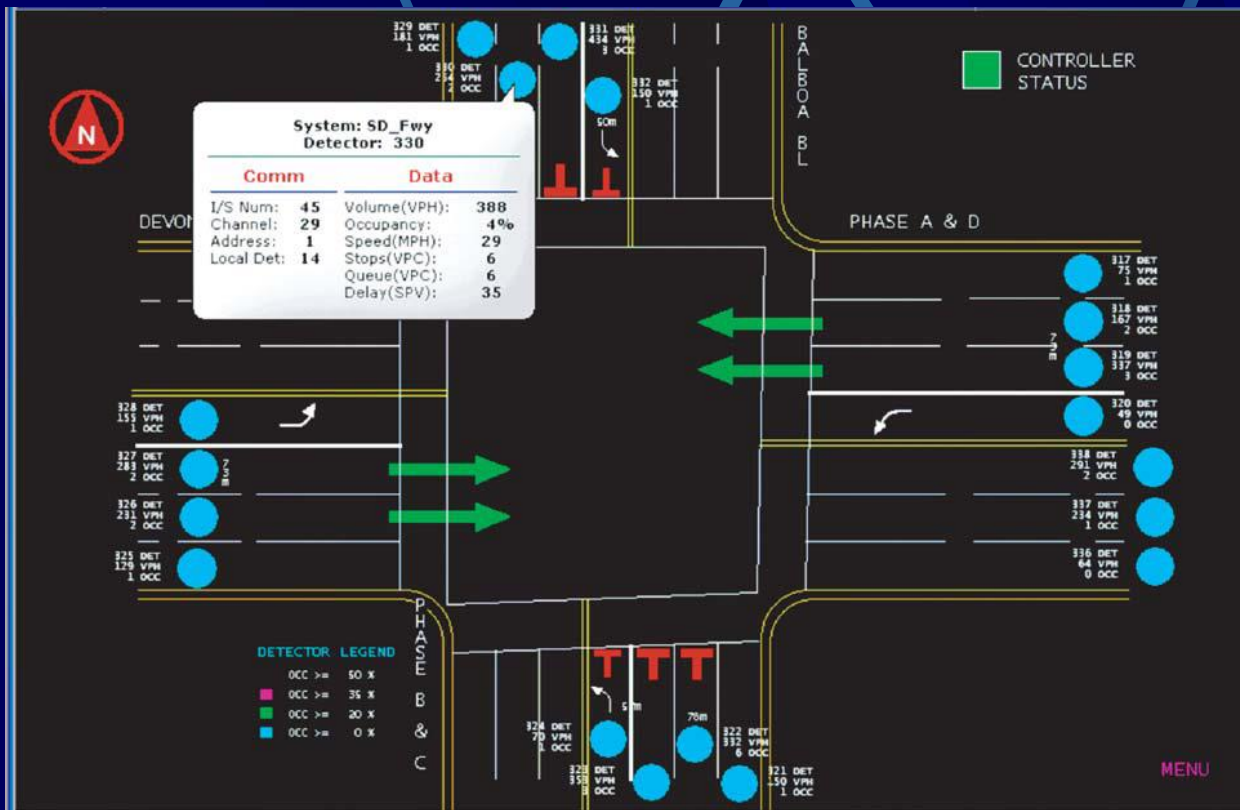 329 DET
181 VPH
1 OCC
331 DET
434 VPH
3 OCC
330 DET
VPH
2 OCC
332 DET
150 VPH
1 OCC
50m
BALBOA BL
CONTROLLER
STATUS
N
System: SD_Fwy
Detector: 330
Comm Data
I/S Num: 45 Volume(VPH): 388
Channel: 29 Occupancy: 4%
Address: 1 Speed(MPH): 29
Local Det: 14 Stops(VPC): 6
Queue(VPC): 6
Delay(SPV): 35
PHASE A & D
317 DET
75 VPH
1 OCC
318 DET
167 VPH
2 OCC
73m
319 DET
337 VPH
3 OCC
320 DET
49 VPH
0 OCC
328 DET
155 VPH
1 OCC
327 DET
283 VPH
2 OCC
73m
326 DET
231 VPH
2 OCC
325 DET
129 VPH
1 OCC
338 DET
291 VPH
2 OCC
337 DET
234 VPH
1 OCC
336 DET
64 VPH
0 OCC
PHASE B & C
DETECTOR LEGEND
OCC >= 50 %
OCC >= 35 %
OCC >= 20 %
OCC >= 0 %
324 DET
70 VPH
1 OCC
78m
322 DET
332 VPH
6 OCC
323 DET
VPH
3 OCC
321 DET
150 VPH
1 OCC
MENU